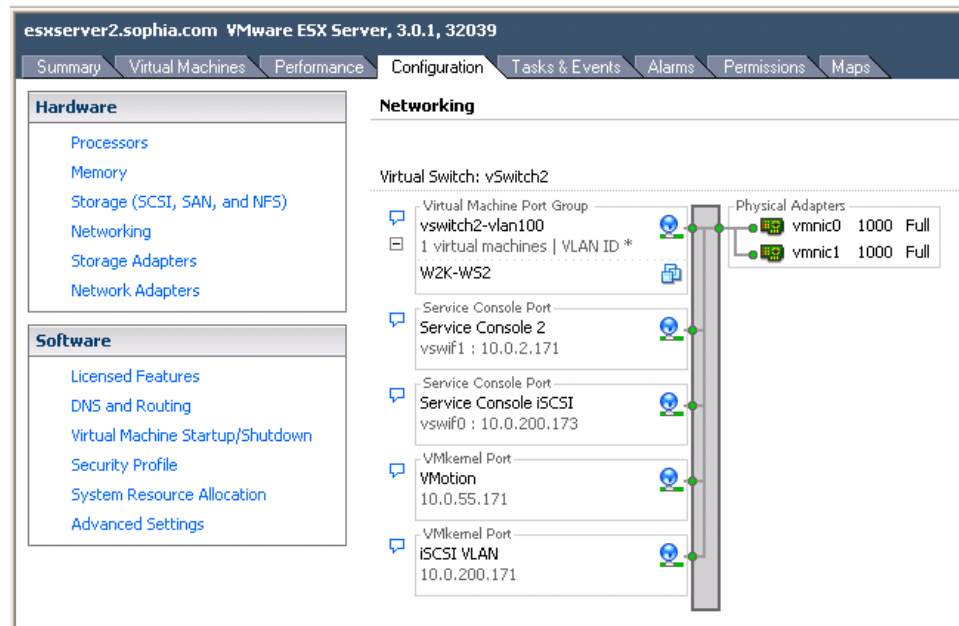 esxserver2.sophia.com VMware ESX Server, 3.0.1, 32039
Summary Virtual Machines Performance Configuration Tasks & Events Alarms Permissions Maps
Hardware
Processors
Memory
Storage (SCSI, SAN, and NFS)
Networking
Storage Adapters
Network Adapters
Software
Licensed Features
DNS and Routing
Virtual Machine Startup/Shutdown
Security Profile
System Resource Allocation
Advanced Settings
Networking
Virtual Switch: vSwitch2
Virtual Machine Port Group
vswitch2-vlan100
1 virtual machines | VLAN ID *
W2K-WS2
Service Console Port
Service Console 2
vswif1 : 10.0.2.171
Service Console Port
Service Console iSCSI
vswif0 : 10.0.200.173
VMkernel Port
VMotion
10.0.55.171
VMkernel Port
iSCSI VLAN
10.0.200.171
Physical Adapters
vmnic0 1000 Full
vmnic1 1000 Full